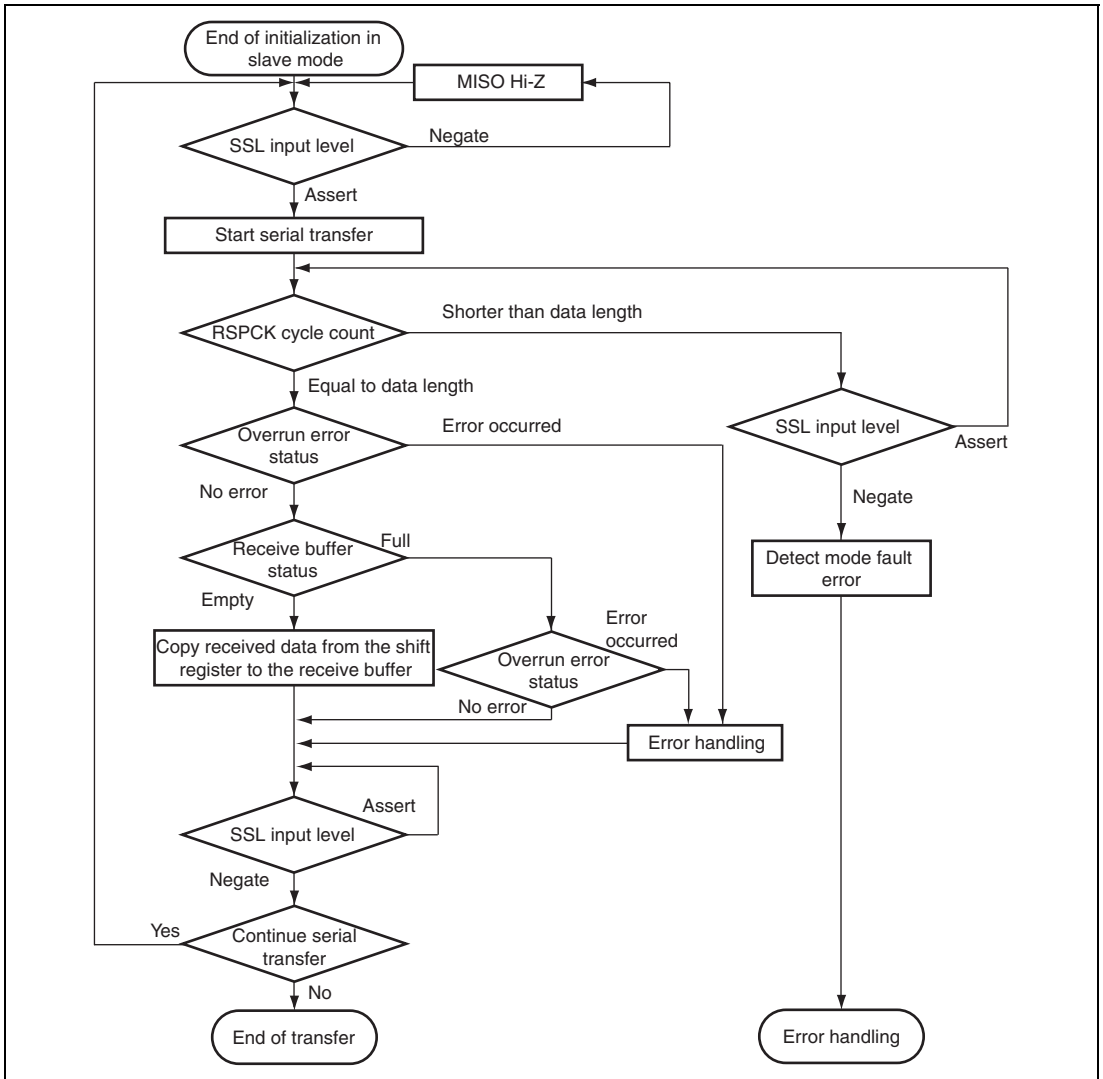 End of initialization in
slave mode
MISO Hi-Z
SSL input level
Negate
Assert
Start serial transfer
RSPCK cycle count
Shorter than data length
Equal to data length
SSL input level
Assert
Negate
Overrun error
status
Error occurred
No error
Receive buffer
status
Full
Empty
Detect mode fault
error
Copy received data from the shift
register to the receive buffer
Error
occurred
Overrun error
status
No error
Error handling
Assert
SSL input level
Negate
Yes
Continue serial
transfer
No
End of transfer
Error handling